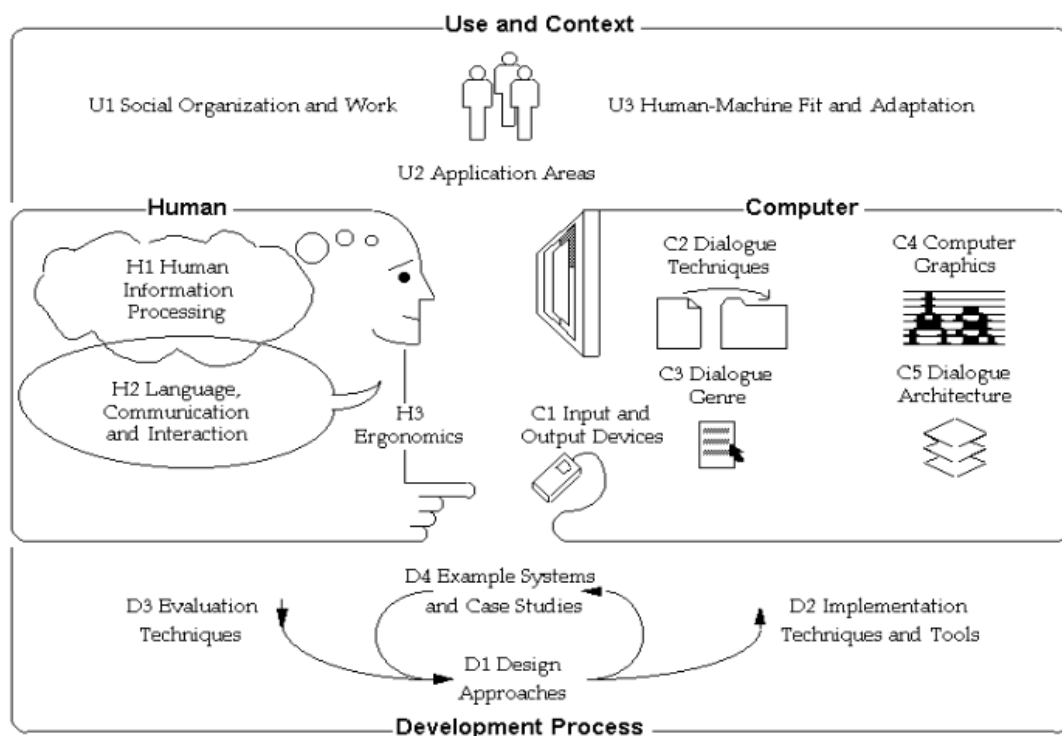 Use and Context
U1 Social Organization and Work
U3 Human-Machine Fit and Adaptation
U2 Application Areas
Human
H1 Human
Information
Processing
H2 Language,
Communication
and Interaction
H3
Ergonomics
Computer
C2 Dialogue
Techniques
C4 Computer
Graphics
C3 Dialogue
Genre
C5 Dialogue
Architecture
C1 Input and
Output Devices
D4 Example Systems
and Case Studies
D3 Evaluation
Techniques
D2 Implementation
Techniques and Tools
D1 Design
Approaches
Development Process